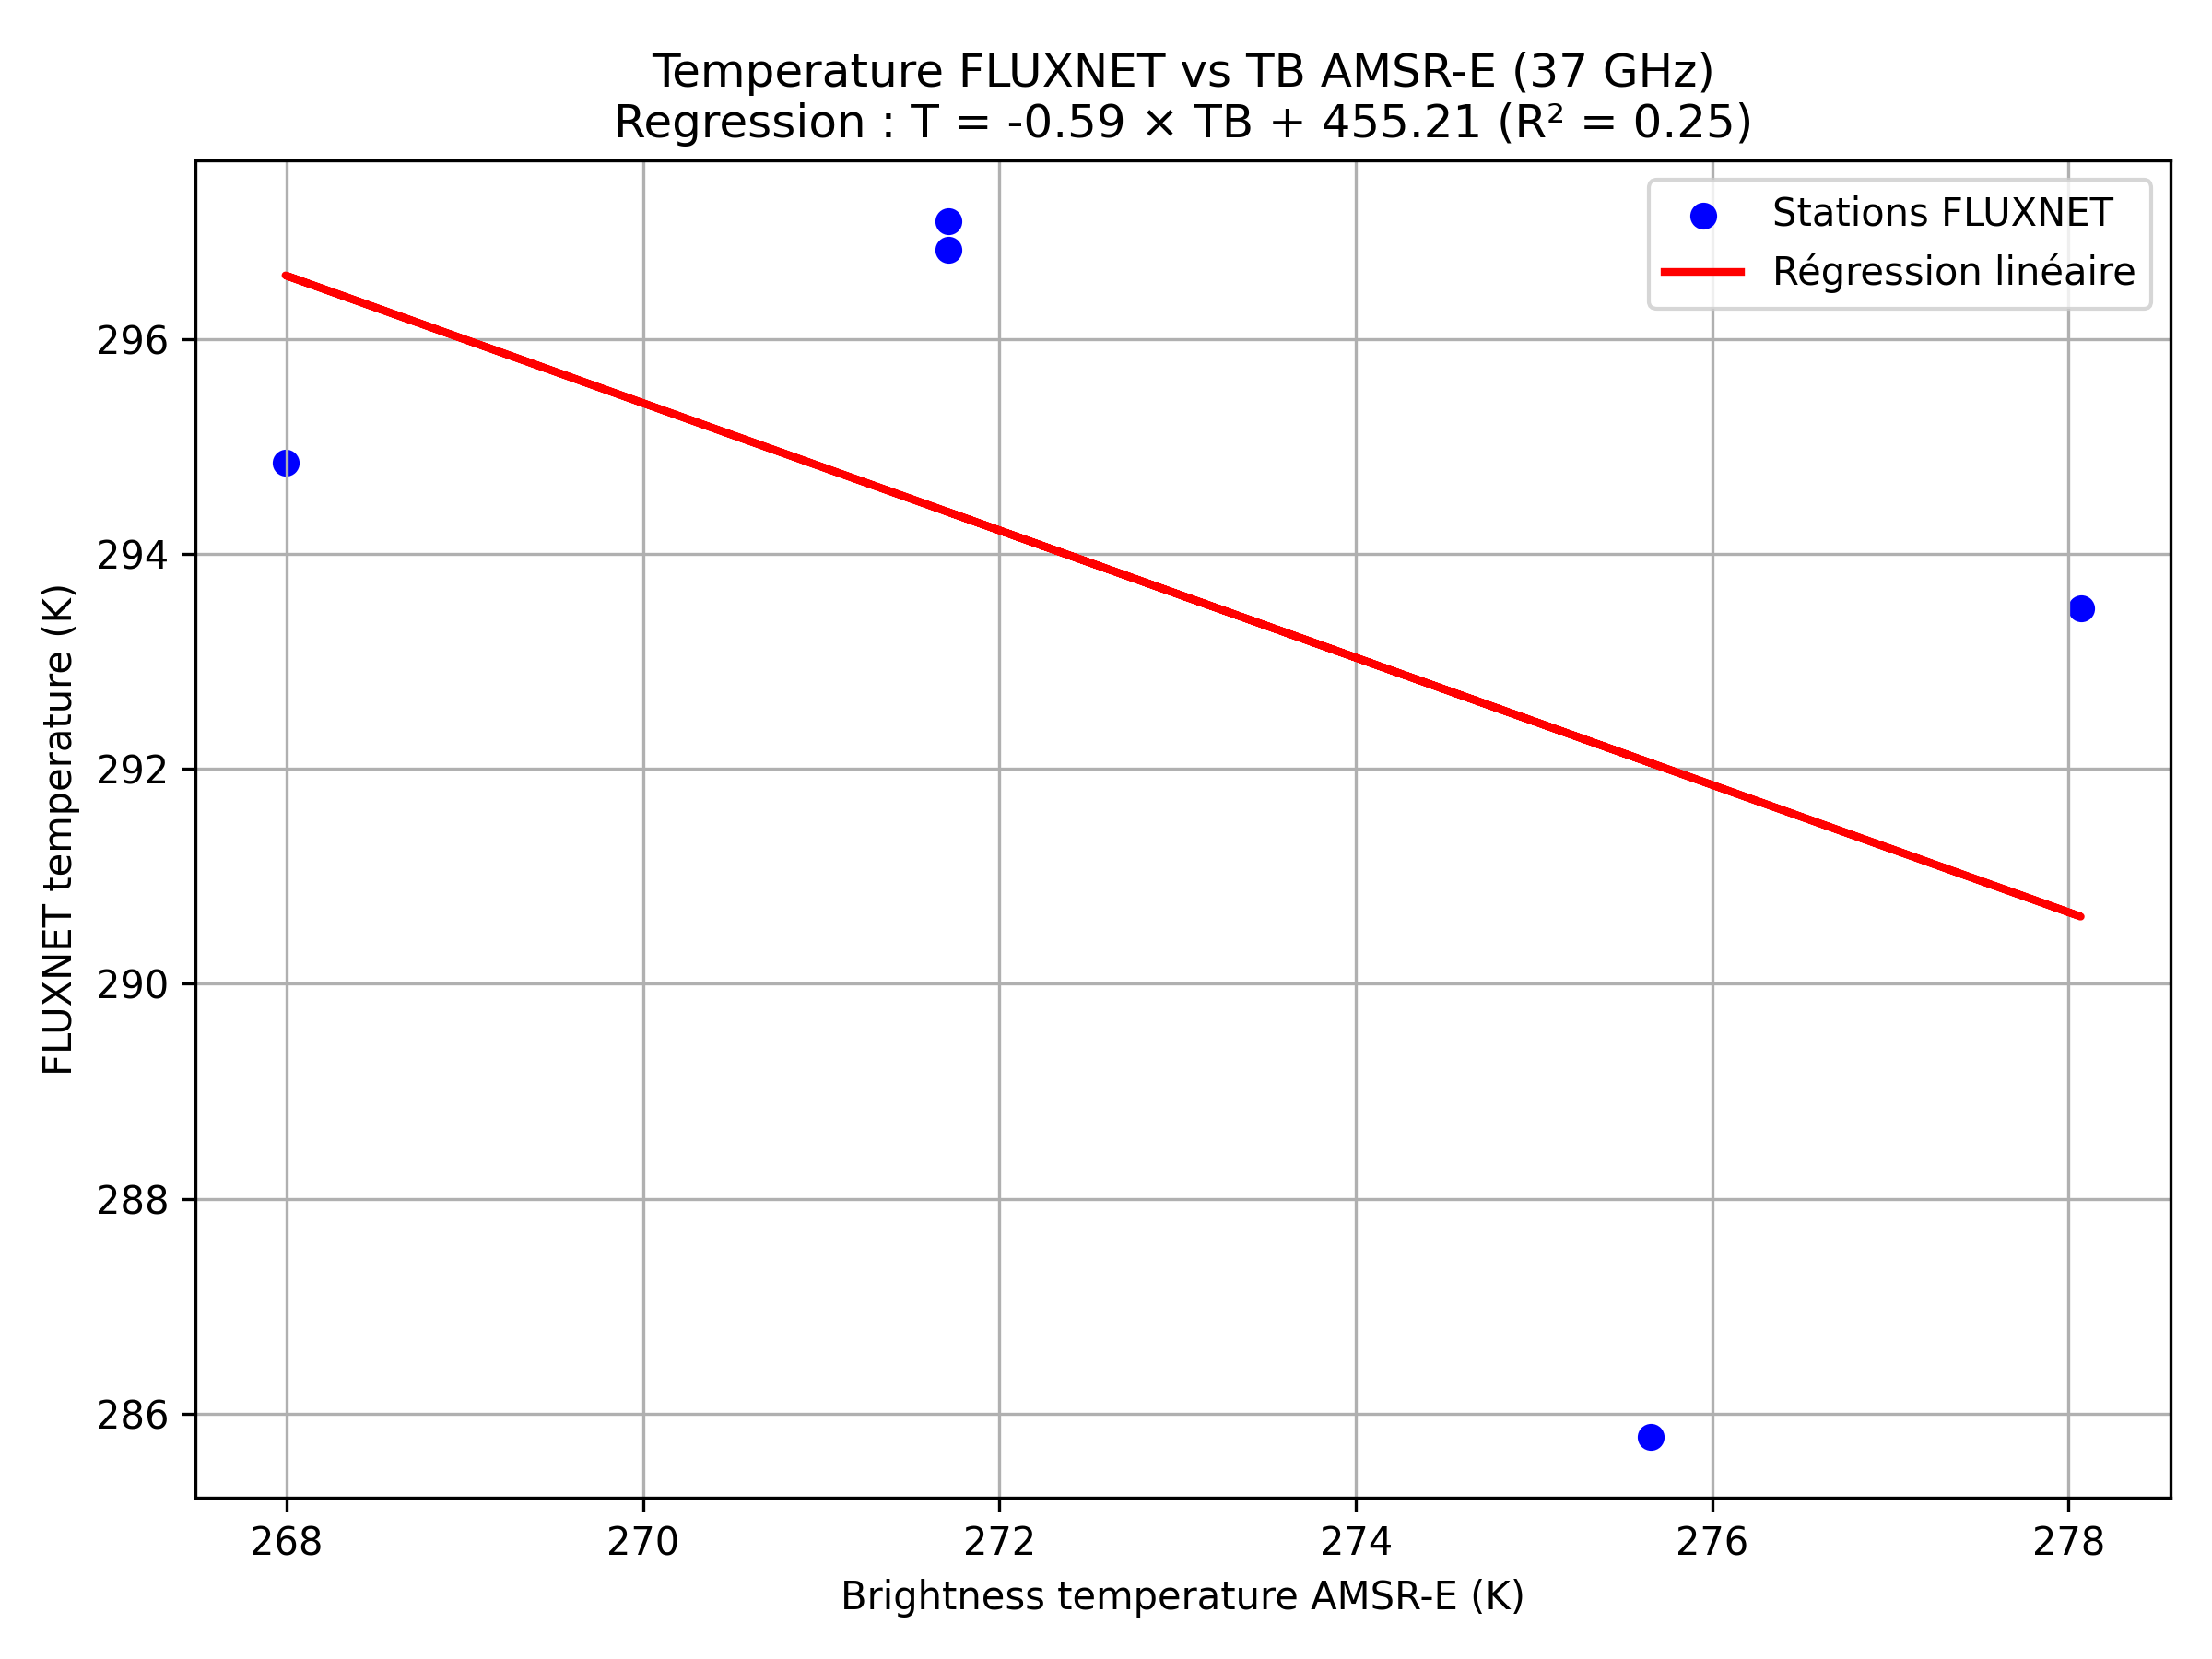 Temperature FLUXNET vs TB AMSR-E (37 GHz)
Regression : T = -0.59 × TB + 455.21 (R² = 0.25)
Stations FLUXNET
Régression linéaire
FLUXNET temperature (K)
296
294
292
290
288
286
268 270 272 274 276 278
Brightness temperature AMSR-E (K)